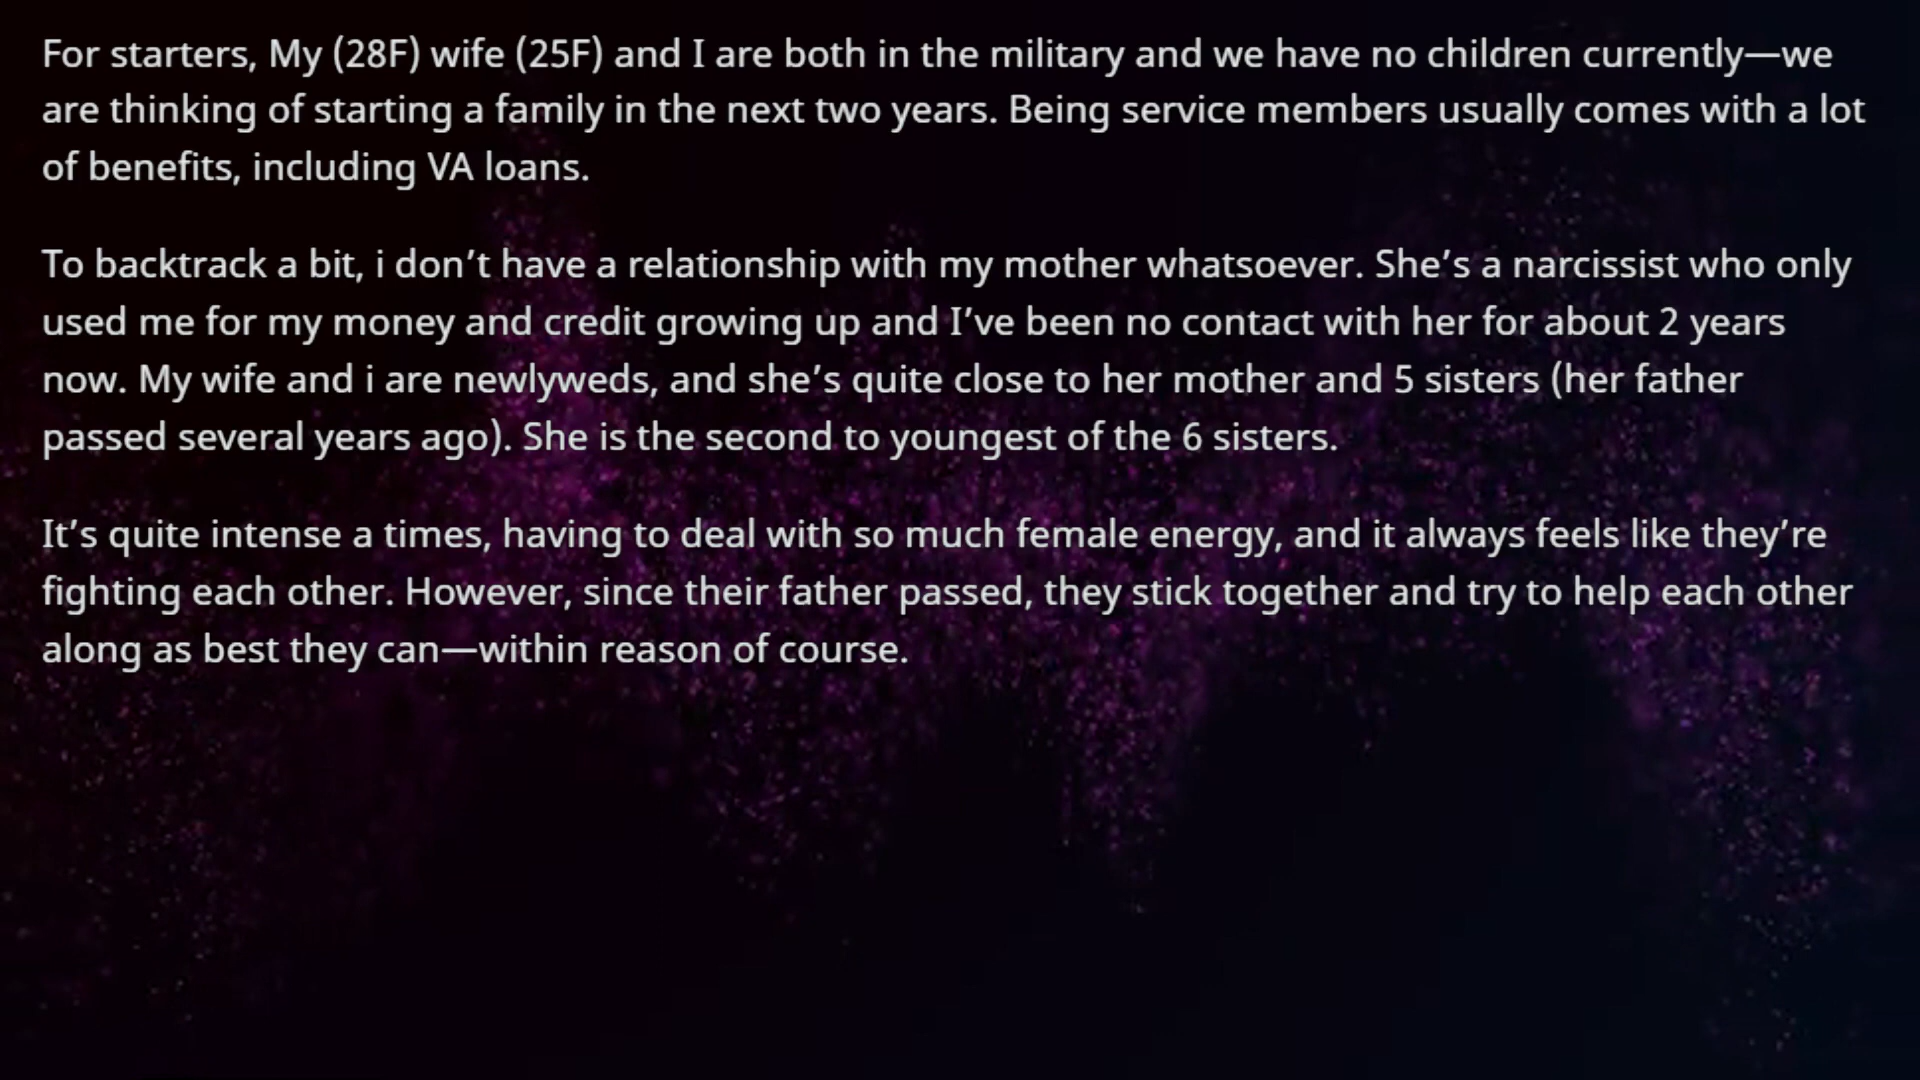 For starters, My (28F) wife (25F) and I are both in the military and we have no children currently—we
are thinking of starting a family in the next two years. Being service members usually comes with a lot
of benefits, including VA loans.
To backtrack a bit, i don’t have a relationship with my mother whatsoever. She’s a narcissist who only
used me for my money and credit growing up and I’ve been no contact with her for about 2 years
now. My wife and i are newlyweds, and she’s quite close to her mother and 5 sisters (her father
passed several years ago). She is the second to youngest of the 6 sisters.
It’s quite intense a times, having to deal with so much female energy, and it always feels like they’re
fighting each other. However, since their father passed, they stick together and try to help each other
along as best they can—within reason of course.